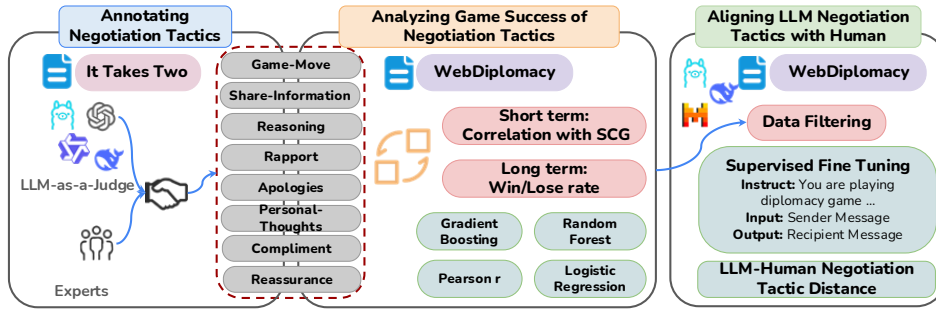 Annotating
Negotiation Tactics
It Takes Two
LLM-as-a-Judge
Experts
Game-Move
Share-Information
Reasoning
Rapport
Apologies
Personal-
Thoughts
Compliment
Reassurance
Analyzing Game Success of
Negotiation Tactics
WebDiplomacy
Short term:
Correlation with SCG
Long term:
Win/Lose rate
Gradient
Boosting
Random
Forest
Pearson r
Logistic
Regression
Aligning LLM Negotiation
Tactics with Human
WebDiplomacy
Data Filtering
Supervised Fine Tuning
Instruct: You are playing
diplomacy game ...
Input: Sender Message
Output: Recipient Message
LLM-Human Negotiation
Tactic Distance